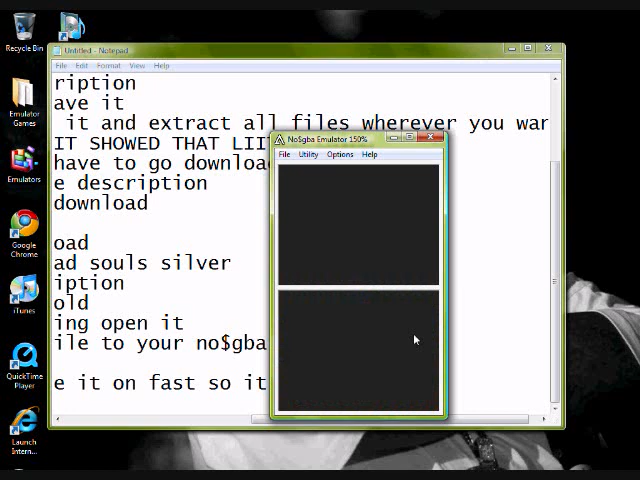 Recycle Bin
Emulator
Games
Emulators
Google
Chrome
iTunes
QuickTime
Player
Launch
Intern...
Untitled - Notepad
File Edit Format View Help
ription
ave it
it and extract all files wherever you wan
IT SHOWED THAT LII
have to go downloa
e description
download
oad
ad souls silver
iption
old
ing open it
ile to your no$gba
e it on fast so it
No$gba Emulator 150%
File Utility Options Help